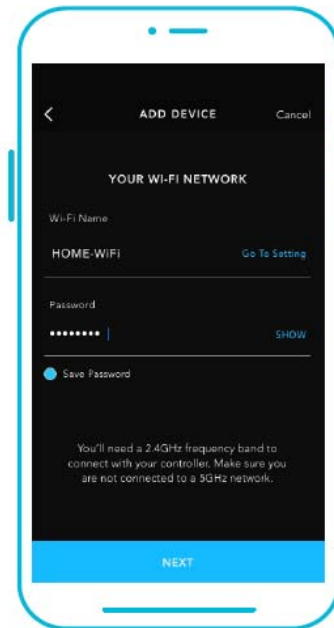 ADD DEVICE Cancel
YOUR WI-FI NETWORK
Wi-Fi Name
HOME-WiFi Go To Setting
Password
•••••••• SHOW
Save Password
You'll need a 2.4GHz frequency band to
connect with your controller. Make sure you
are not connected to a 5GHz network.
NEXT